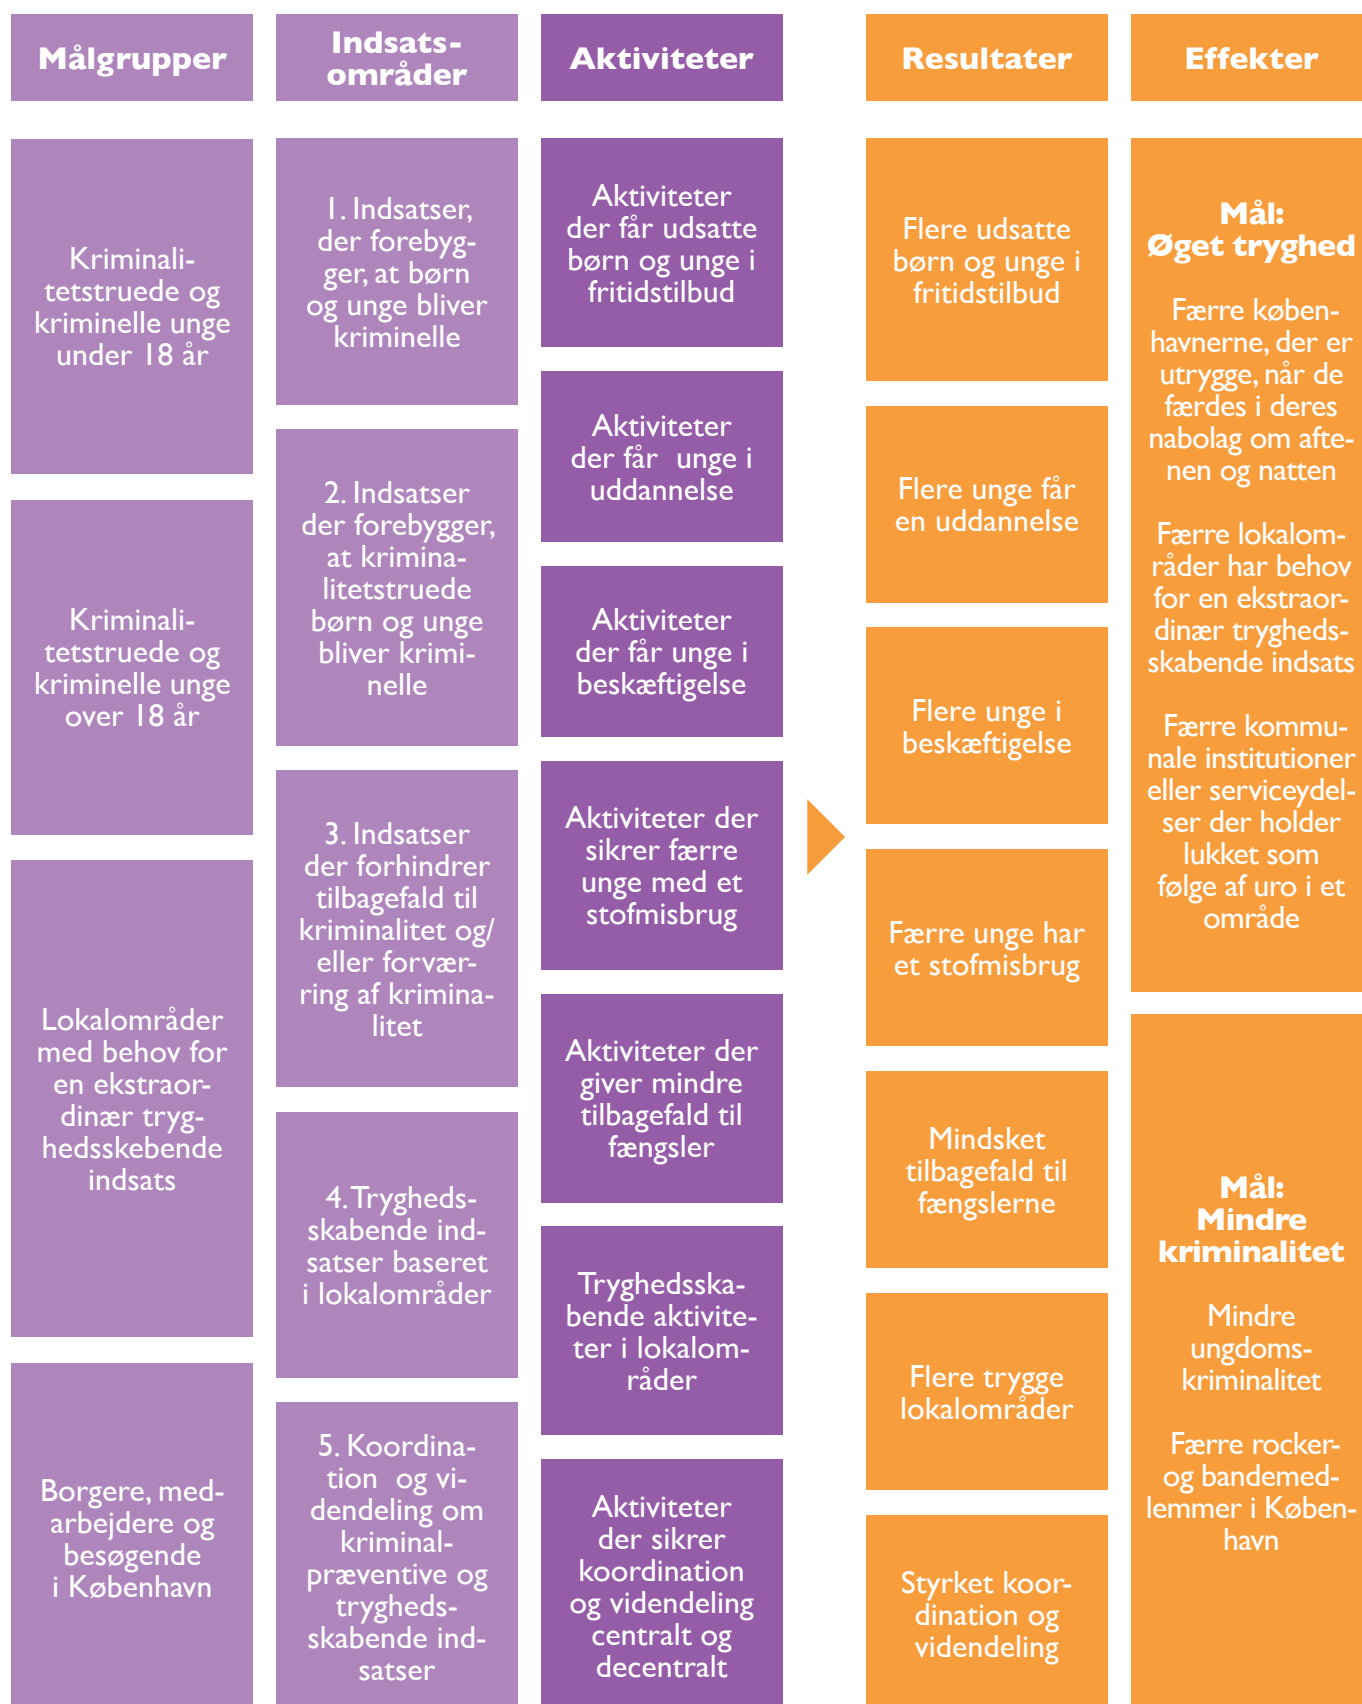 Målgrupper
Indsats-
områder
Aktiviteter
Resultater
Effekter
Kriminali-
tetstruede og
kriminelle unge
under 18 år
Kriminali-
tetstruede og
kriminelle unge
over 18 år
Lokalområder
med behov for
en ekstraor-
dinær tryg-
hedsskebende
indsats
Borgere, med-
arbejdere og
besøgende
i København
1. Indsatser,
der forebyg-
ger, at børn
og unge bliver
kriminelle
2. Indsatser
der forebygger,
at krimina-
litetstruede
børn og unge
bliver krimi-
nelle
3. Indsatser
der forhindrer
tilbagefald til
kriminalitet og/
eller forvær-
ring af krimina-
litet
4. Trygheds-
skabende ind-
satser baseret
i lokalområder
5. Koordina-
tion og vi-
dendeling om
kriminal-
præventive og
trygheds-
skabende ind-
satser
Aktiviteter
der får udsatte
børn og unge i
fritidstilbud
Aktiviteter
der får unge i
uddannelse
Aktiviteter
der får unge i
beskæftigelse
Aktiviteter der
sikrer færre
unge med et
stofmisbrug
Aktiviteter der
giver mindre
tilbagefald til
fængsler
Tryghedsska-
bende aktivite-
ter i lokalom-
råder
Aktiviteter
der sikrer
koordination
og videndeling
centralt og
decentralt
Flere udsatte
børn og unge i
fritidstilbud
Flere unge får
en uddannelse
Flere unge i
beskæftigelse
Færre unge har
et stofmisbrug
Mindsket
tilbagefald til
fængslerne
Flere trygge
lokalområder
Styrket koor-
dination og
videndeling
Mål:
Øget tryghed
Færre køben-
havnerne, der er
utrygge, når de
færdes i deres
nabolag om afte-
nen og natten
Færre lokalom-
råder har behov
for en ekstraor-
dinær trygheds-
skabende indsats
Færre kommu-
nale institutioner
eller serviceydel-
ser der holder
lukket som
følge af uro i et
område
Mål:
Mindre
kriminalitet
Mindre
ungdoms-
kriminalitet
Færre rocker-
og bandemed-
lemmer i Køben-
havn